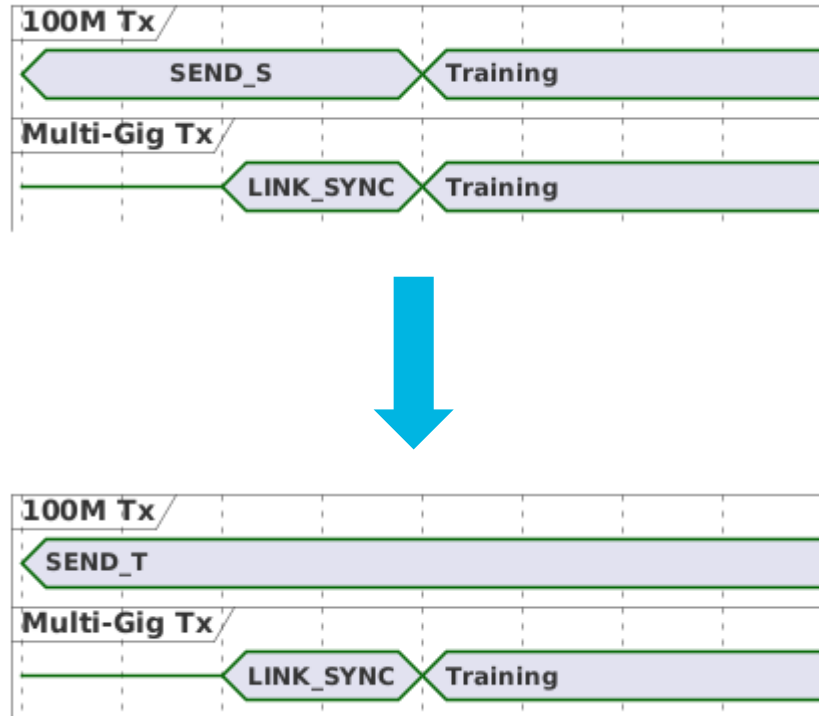 100M Tx
SEND_S Training
Multi-Gig Tx
LINK_SYNC Training
100M Tx
SEND_T
Multi-Gig Tx
LINK_SYNC Training